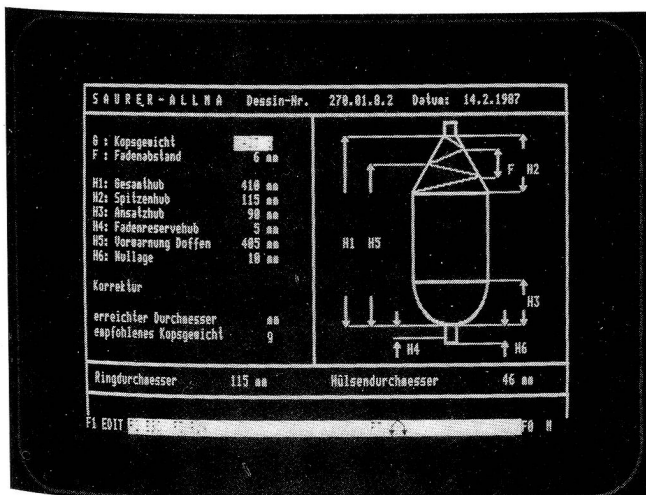 SAURER-ALLMA Dessin-Nr. 270.01.8.2 Datum: 14.2.1987
G : Kopsgewicht
F : Fadenabstand 6 mm
H1: Gesamthub 410 mm
H2: Spitzenhub 115 mm
H3: Ansatzhub 90 mm
H4: Fadenreservehub 5 mm
H5: Vorwarnung Doffen 405 mm
H6: Nullage 10 mm
Korrektur
erreichter Durchmesser mm
empfohlenes Kopsgewicht g
F H2
H1 H5
H3
H4 H6
Ringdurchmesser 115 mm Hülsendurchmesser 46 mm
F1 EDIT F0 M